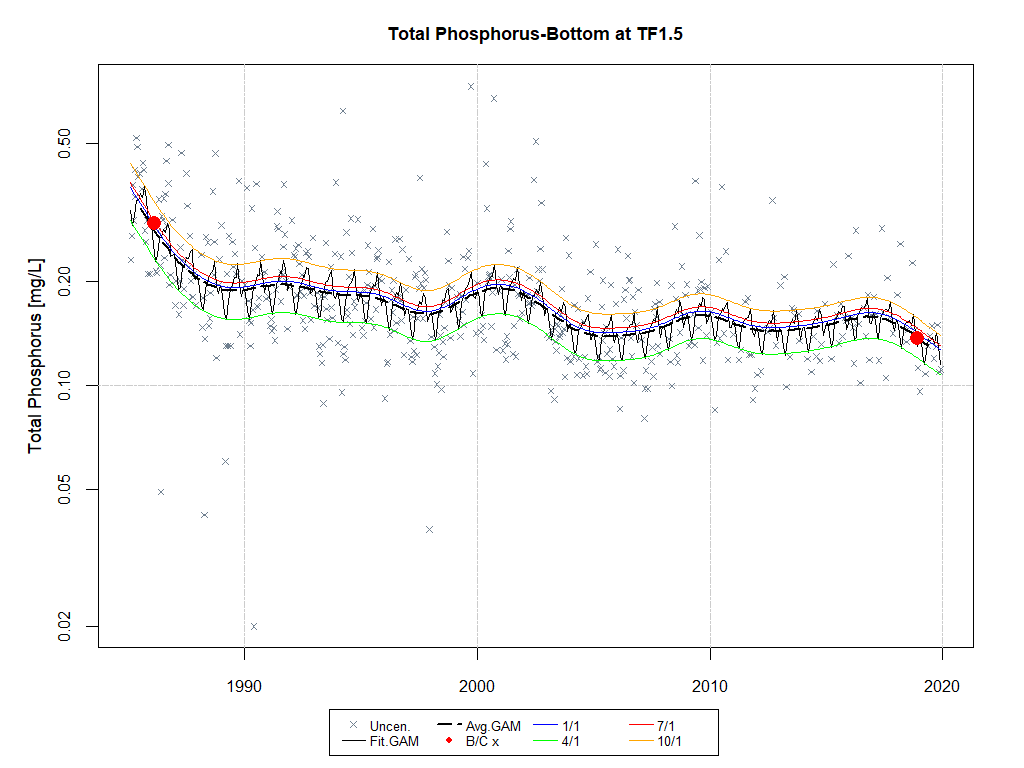 Total Phosphorus-Bottom at TF1.5
Total Phosphorus [mg/L]
0.50
0.20
0.10
0.05
0.02
1990 2000 2010 2020
Uncen. Avg.GAM 1/1 7/1
Fit.GAM B/C x 4/1 10/1